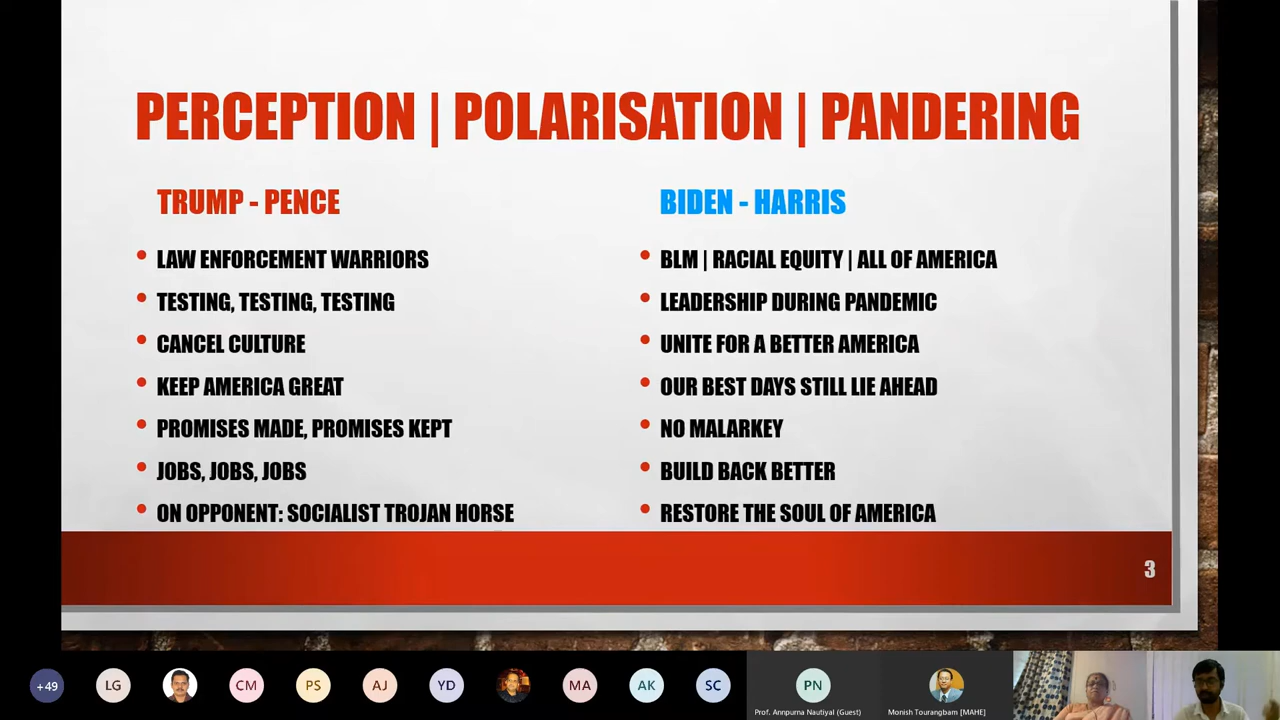 PERCEPTION | POLARISATION | PANDERING
TRUMP - PENCE
LAW ENFORCEMENT WARRIORS
TESTING, TESTING, TESTING
CANCEL CULTURE
KEEP AMERICA GREAT
PROMISES MADE, PROMISES KEPT
JOBS, JOBS, JOBS
ON OPPONENT: SOCIALIST TROJAN HORSE
BIDEN - HARRIS
BLM | RACIAL EQUITY | ALL OF AMERICA
LEADERSHIP DURING PANDEMIC
UNITE FOR A BETTER AMERICA
OUR BEST DAYS STILL LIE AHEAD
NO MALARKEY
BUILD BACK BETTER
RESTORE THE SOUL OF AMERICA
3
+49
LG
CM
PS
AJ
YD
MA
AK
SC
PN
Prof. Annpurna Nautiyal (Guest)
Monish Tourangbam [MAHE]